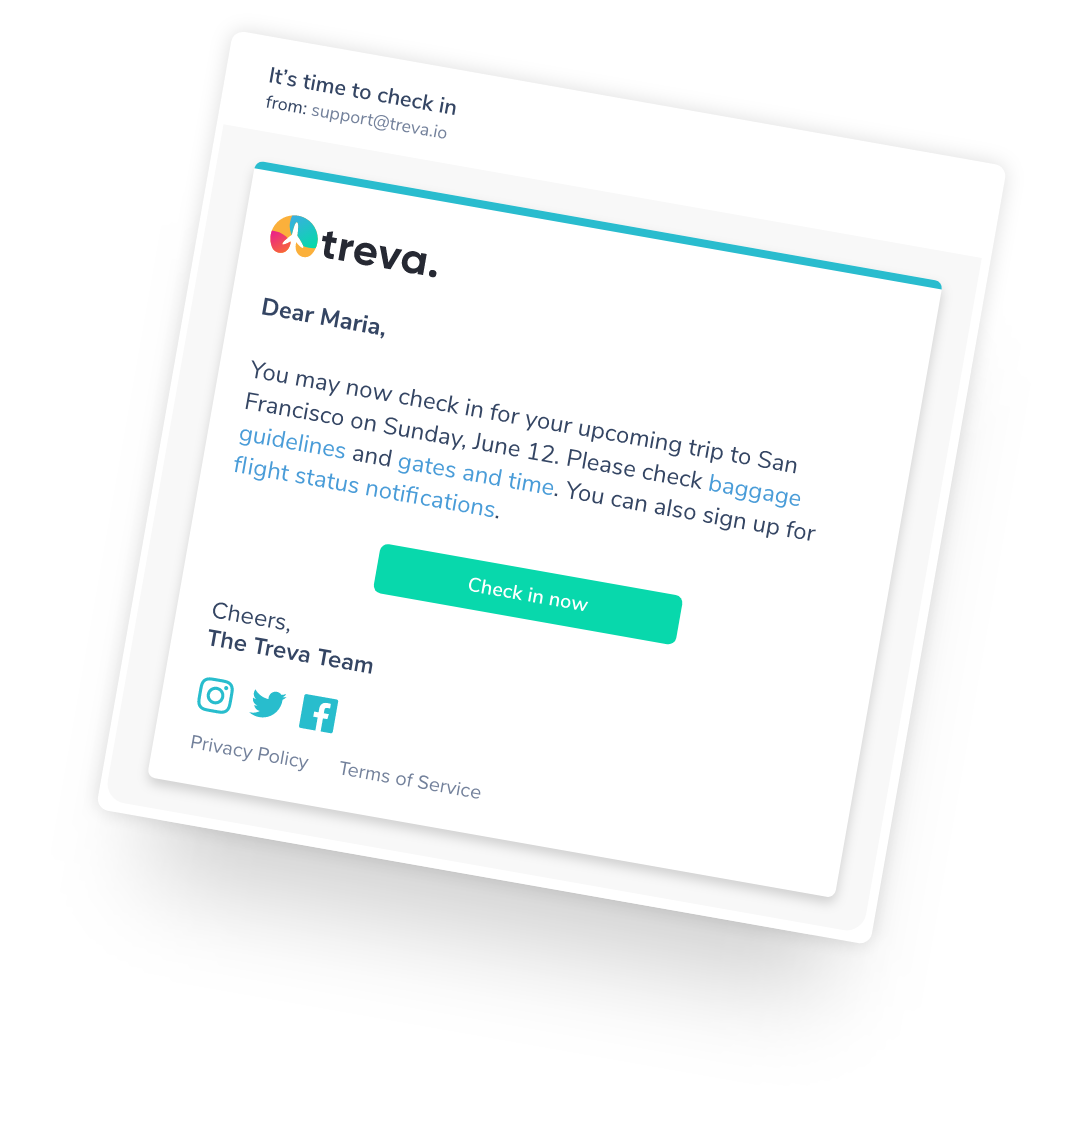 It’s time to check in
from: support@treva.io
treva.
Dear Maria,
You may now check in for your upcoming trip to San
Francisco on Sunday, June 12. Please check baggage
guidelines and gates and time. You can also sign up for
flight status notifications.
Check in now
Cheers,
The Treva Team
Privacy Policy
Terms of Service